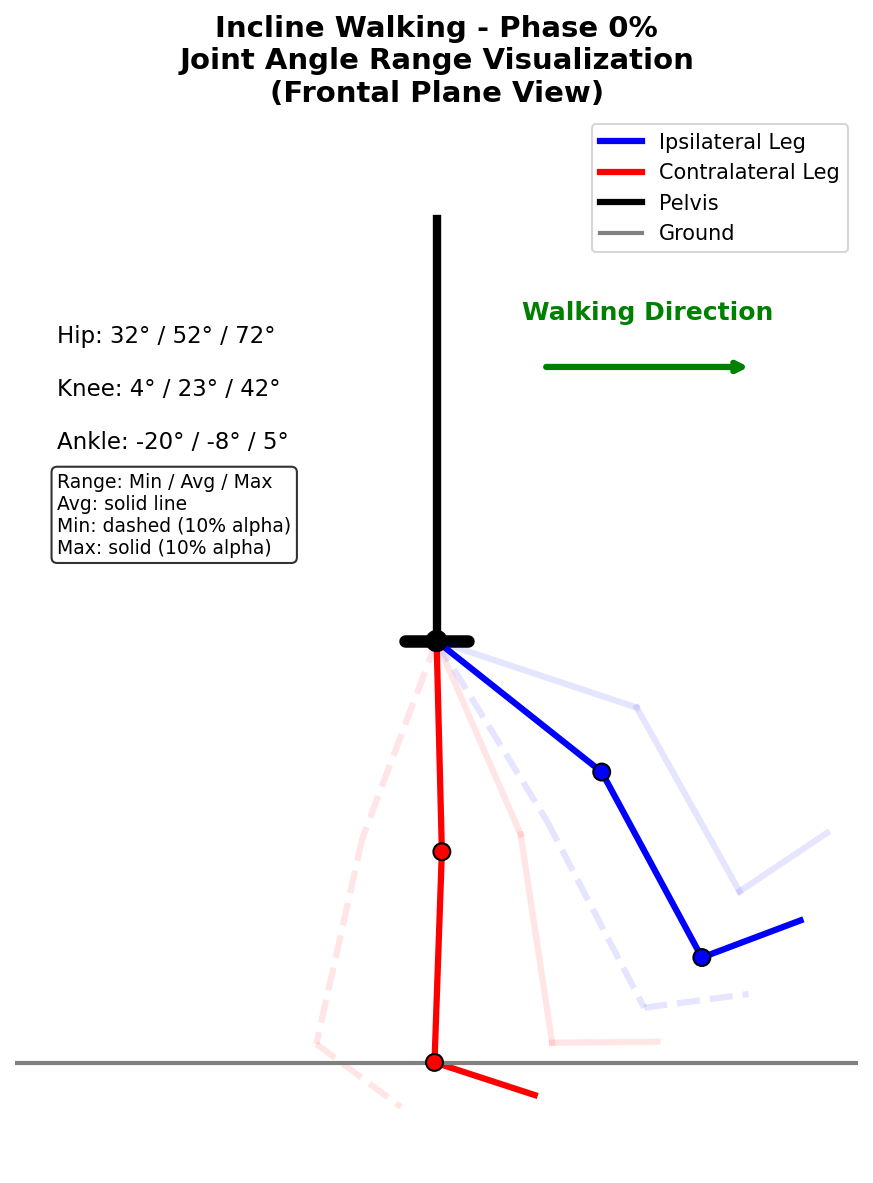 Incline Walking - Phase 0%
Joint Angle Range Visualization
(Frontal Plane View)
Ipsilateral Leg
Contralateral Leg
Pelvis
Ground
Walking Direction
Hip: 32° / 52° / 72°
Knee: 4° / 23° / 42°
Ankle: -20° / -8° / 5°
Range: Min / Avg / Max
Avg: solid line
Min: dashed (10% alpha)
Max: solid (10% alpha)